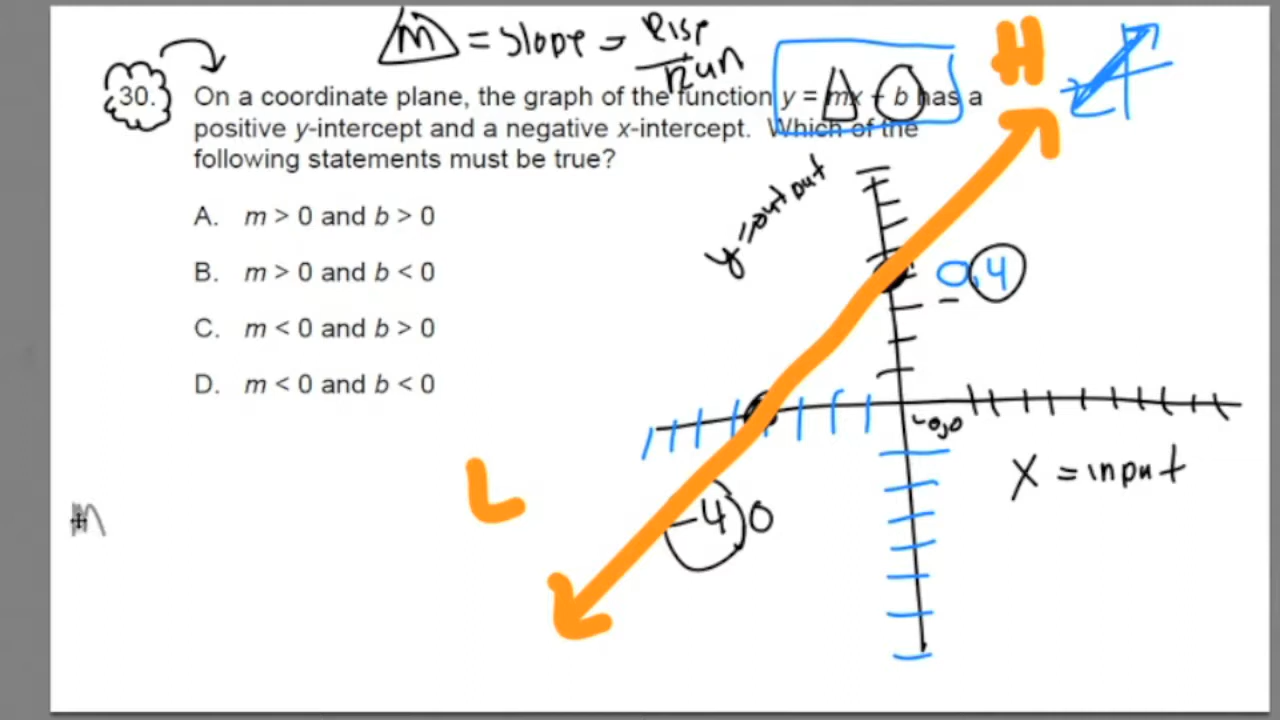 m = slope = rise
run
H
30. On a coordinate plane, the graph of the function y = mx + b has a
positive y-intercept and a negative x-intercept. Which of the
following statements must be true?
y = output
A. m > 0 and b > 0
B. m > 0 and b < 0
0,4
C. m < 0 and b > 0
D. m < 0 and b < 0
0,0
X = input
L
-4,0
m